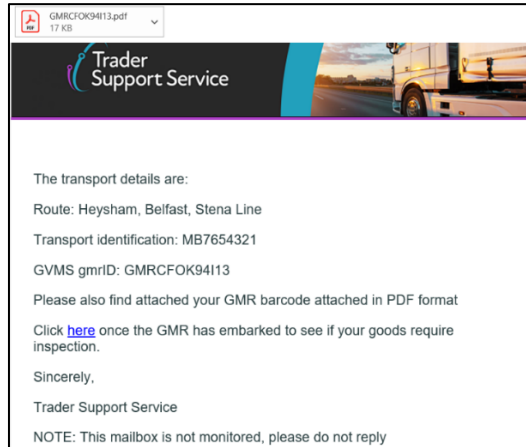 GMRCFOK94I13.pdf
PDF
17 KB
Trader
Support Service
The transport details are:
Route: Heysham, Belfast, Stena Line
Transport identification: MB7654321
GVMS gmrID: GMRCFOK94I13
Please also find attached your GMR barcode attached in PDF format
Click here once the GMR has embarked to see if your goods require
inspection.
Sincerely,
Trader Support Service
NOTE: This mailbox is not monitored, please do not reply